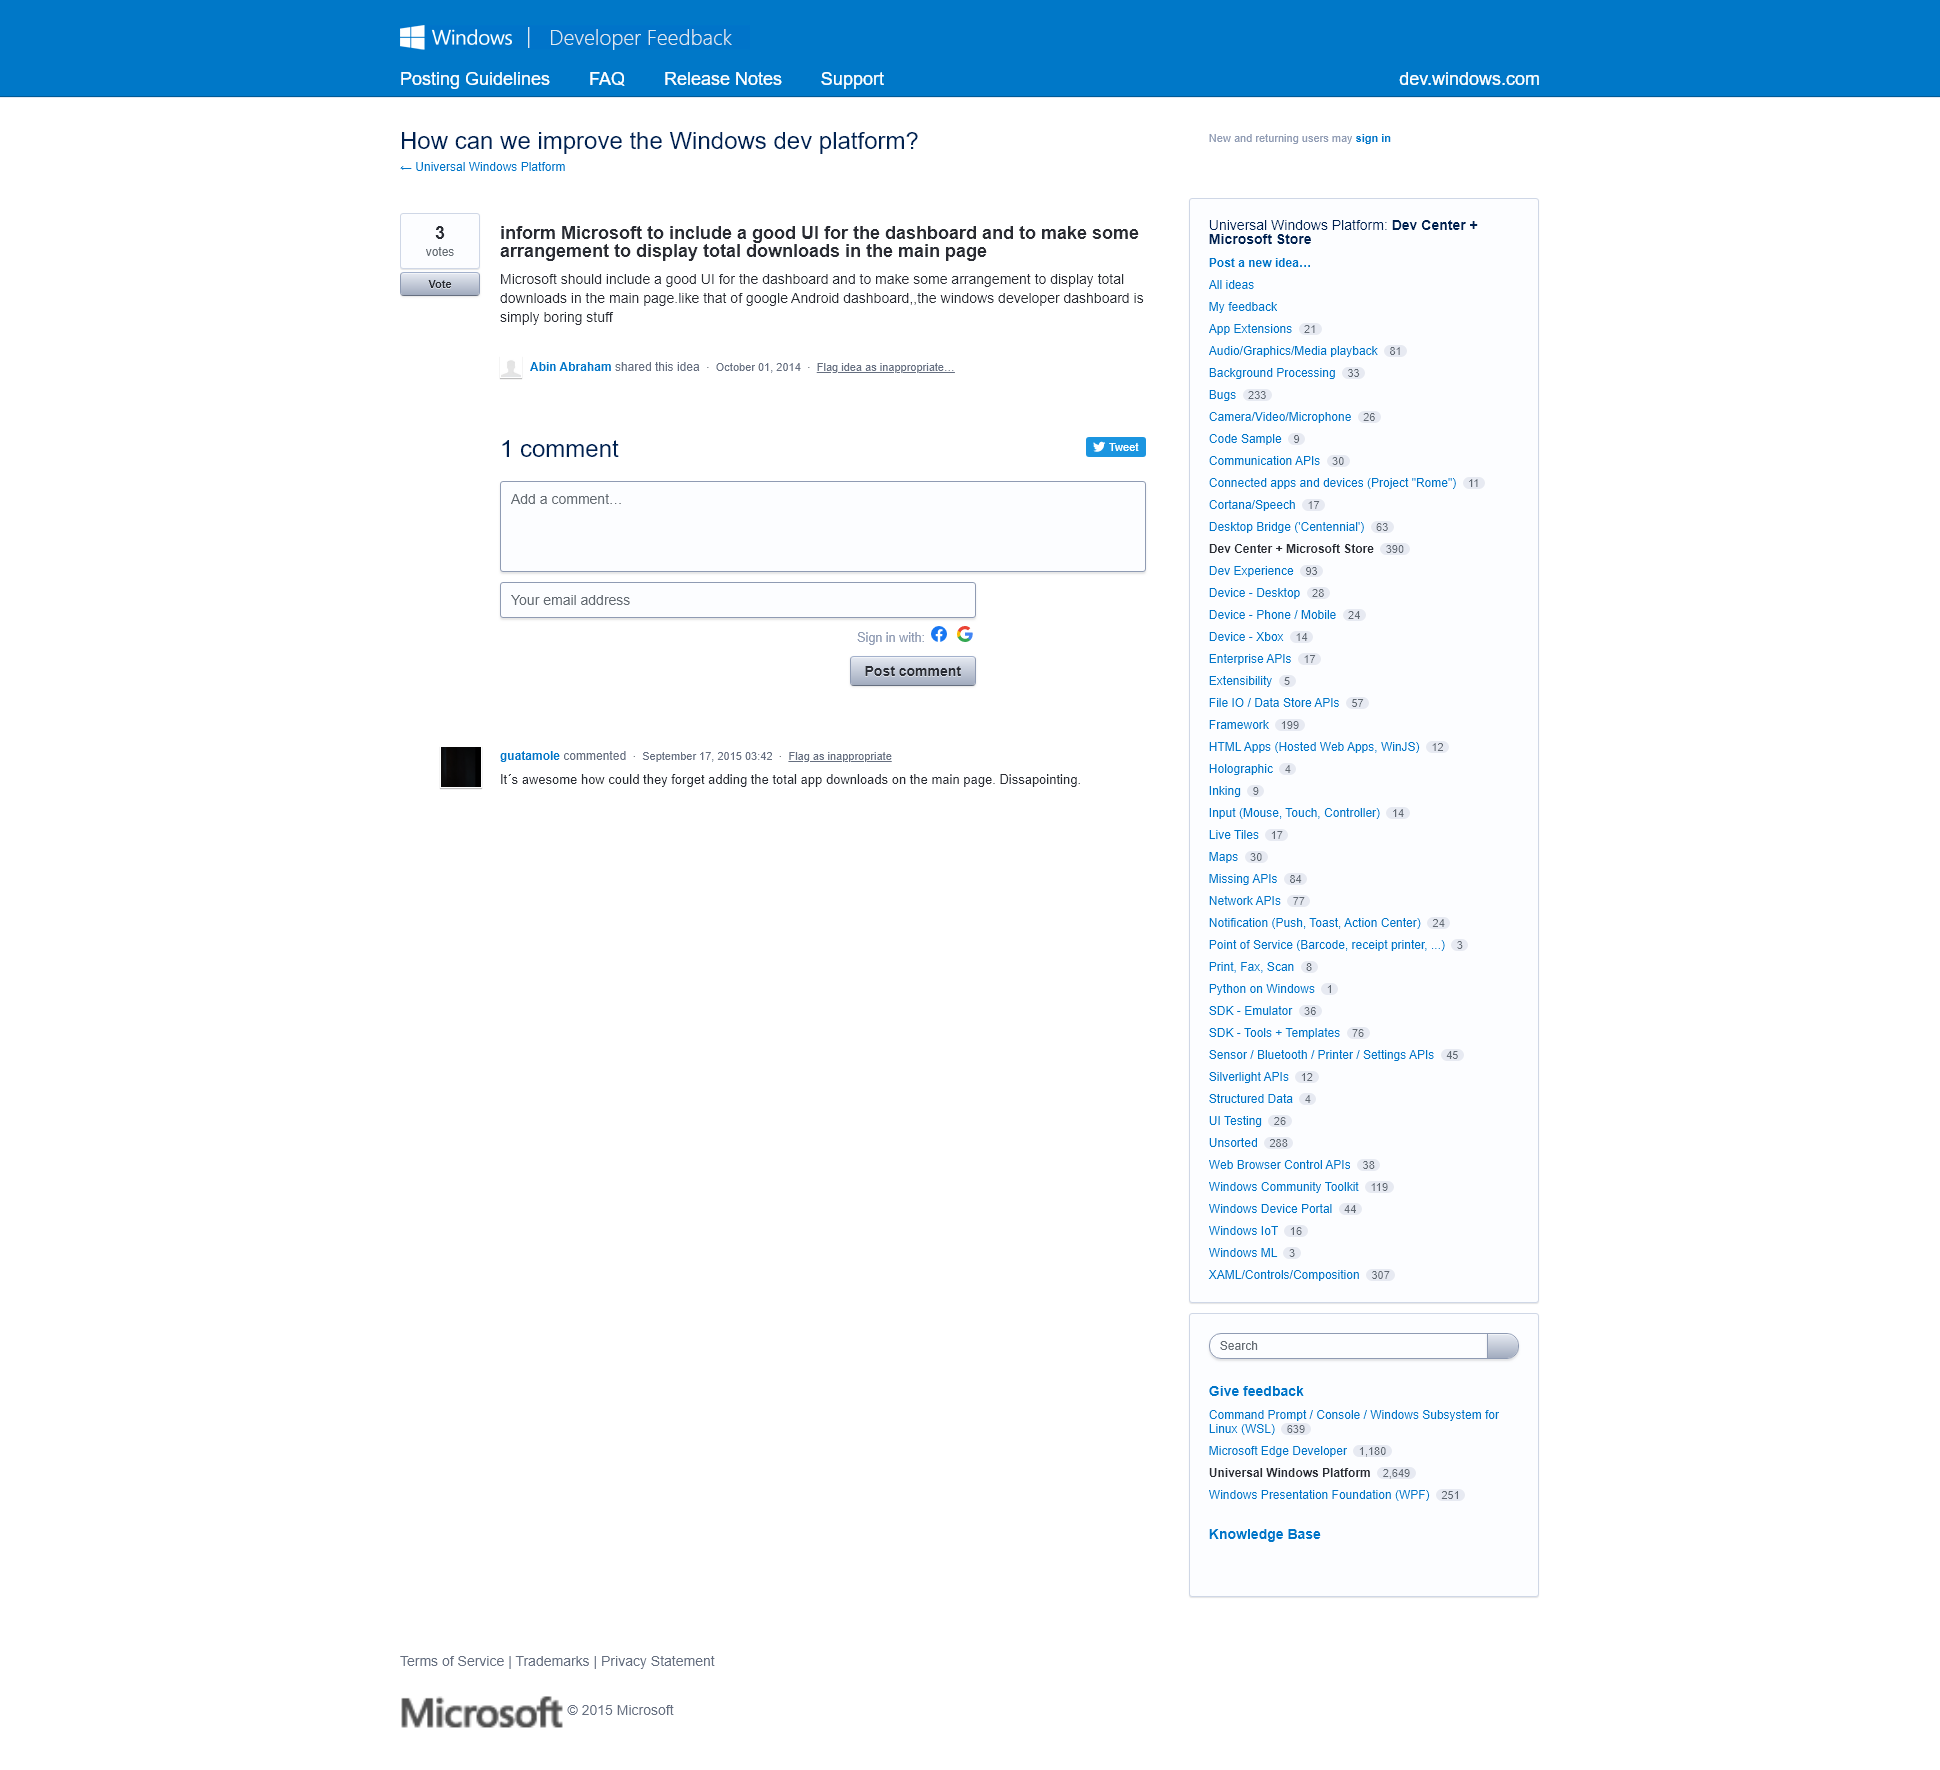 Windows | Developer Feedback
Posting Guidelines FAQ Release Notes Support dev.windows.com
How can we improve the Windows dev platform?
← Universal Windows Platform
New and returning users may sign in
3
votes
Vote
inform Microsoft to include a good UI for the dashboard and to make some
arrangement to display total downloads in the main page
Microsoft should include a good UI for the dashboard and to make some arrangement to display total
downloads in the main page.like that of google Android dashboard,,the windows developer dashboard is
simply boring stuff
Abin Abraham shared this idea · October 01, 2014 · Flag idea as inappropriate…
1 comment
Tweet
Add a comment…
Your email address
Sign in with:
Post comment
guatamole commented · September 17, 2015 03:42 · Flag as inappropriate
It´s awesome how could they forget adding the total app downloads on the main page. Dissapointing.
Universal Windows Platform: Dev Center +
Microsoft Store
Post a new idea…
All ideas
My feedback
App Extensions 21
Audio/Graphics/Media playback 81
Background Processing 33
Bugs 233
Camera/Video/Microphone 26
Code Sample 9
Communication APIs 30
Connected apps and devices (Project "Rome") 11
Cortana/Speech 17
Desktop Bridge ('Centennial') 63
Dev Center + Microsoft Store 390
Dev Experience 93
Device - Desktop 28
Device - Phone / Mobile 24
Device - Xbox 14
Enterprise APIs 17
Extensibility 5
File IO / Data Store APIs 57
Framework 199
HTML Apps (Hosted Web Apps, WinJS) 12
Holographic 4
Inking 9
Input (Mouse, Touch, Controller) 14
Live Tiles 17
Maps 30
Missing APIs 84
Network APIs 77
Notification (Push, Toast, Action Center) 24
Point of Service (Barcode, receipt printer, ...) 3
Print, Fax, Scan 8
Python on Windows 1
SDK - Emulator 36
SDK - Tools + Templates 76
Sensor / Bluetooth / Printer / Settings APIs 45
Silverlight APIs 12
Structured Data 4
UI Testing 26
Unsorted 288
Web Browser Control APIs 38
Windows Community Toolkit 119
Windows Device Portal 44
Windows IoT 16
Windows ML 3
XAML/Controls/Composition 307
Search
Give feedback
Command Prompt / Console / Windows Subsystem for
Linux (WSL) 639
Microsoft Edge Developer 1,180
Universal Windows Platform 2,649
Windows Presentation Foundation (WPF) 251
Knowledge Base
Terms of Service | Trademarks | Privacy Statement
Microsoft © 2015 Microsoft